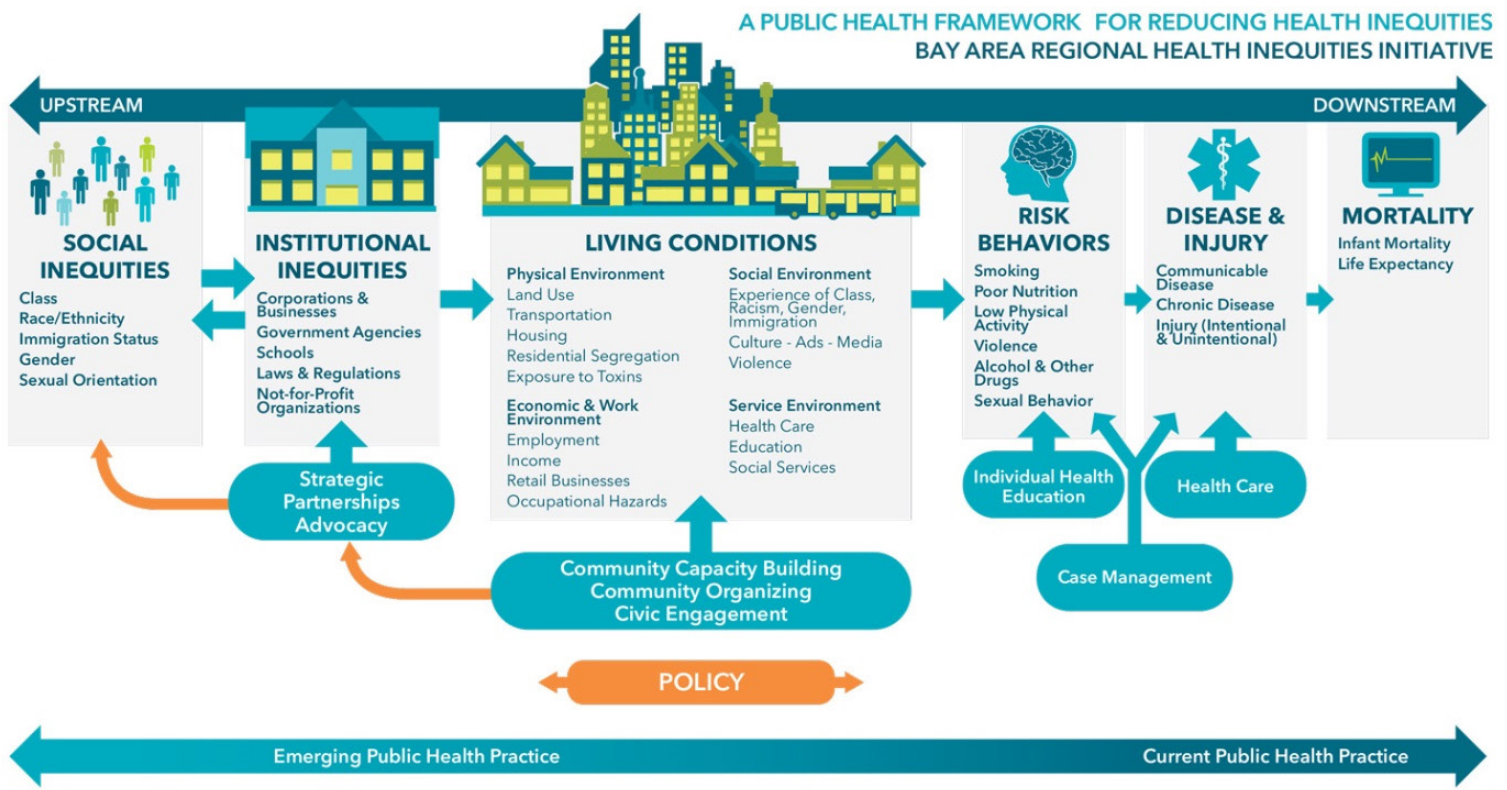 A PUBLIC HEALTH FRAMEWORK FOR REDUCING HEALTH INEQUITIES
BAY AREA REGIONAL HEALTH INEQUITIES INITIATIVE
UPSTREAM
DOWNSTREAM
SOCIAL
INEQUITIES
Class
Race/Ethnicity
Immigration Status
Gender
Sexual Orientation
INSTITUTIONAL
INEQUITIES
Corporations &
Businesses
Government Agencies
Schools
Laws & Regulations
Not-for-Profit
Organizations
LIVING CONDITIONS
Physical Environment
Land Use
Transportation
Housing
Residential Segregation
Exposure to Toxins
Economic & Work
Environment
Employment
Income
Retail Businesses
Occupational Hazards
Social Environment
Experience of Class,
Racism, Gender,
Immigration
Culture - Ads - Media
Violence
Service Environment
Health Care
Education
Social Services
RISK
BEHAVIORS
Smoking
Poor Nutrition
Low Physical
Activity
Violence
Alcohol & Other
Drugs
Sexual Behavior
DISEASE &
INJURY
Communicable
Disease
Chronic Disease
Injury (Intentional
& Unintentional)
MORTALITY
Infant Mortality
Life Expectancy
Strategic
Partnerships
Advocacy
Community Capacity Building
Community Organizing
Civic Engagement
Individual Health
Education
Health Care
Case Management
POLICY
Emerging Public Health Practice
Current Public Health Practice